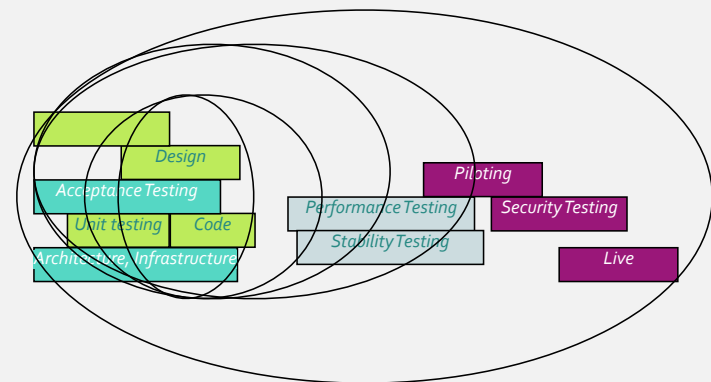 Design
Piloting
Acceptance Testing
Performance Testing
Security Testing
Unit testing
Code
Stability Testing
Architecture, Infrastructure
Live